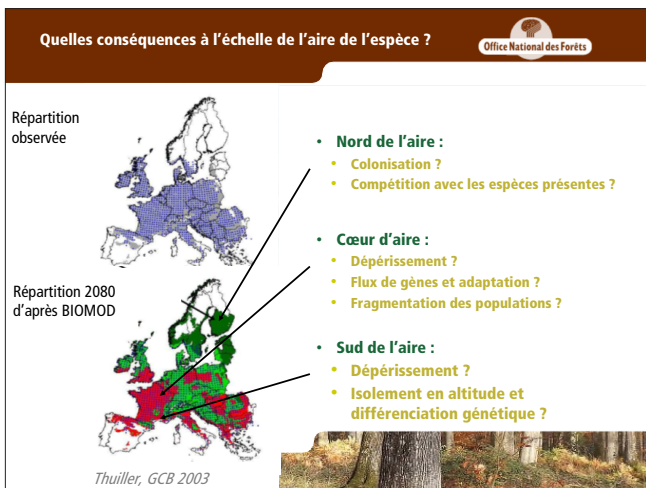 Quelles conséquences à l'échelle de l'aire de l'espèce ?
Office National des Forêts
Répartition
observée
• Nord de l'aire :
• Colonisation ?
• Compétition avec les espèces présentes ?
• Cœur d'aire :
• Dépérissement ?
• Flux de gènes et adaptation ?
• Fragmentation des populations ?
Répartition 2080
d'après BIOMOD
• Sud de l'aire :
• Dépérissement ?
• Isolement en altitude et
différenciation génétique ?
Thuiller, GCB 2003